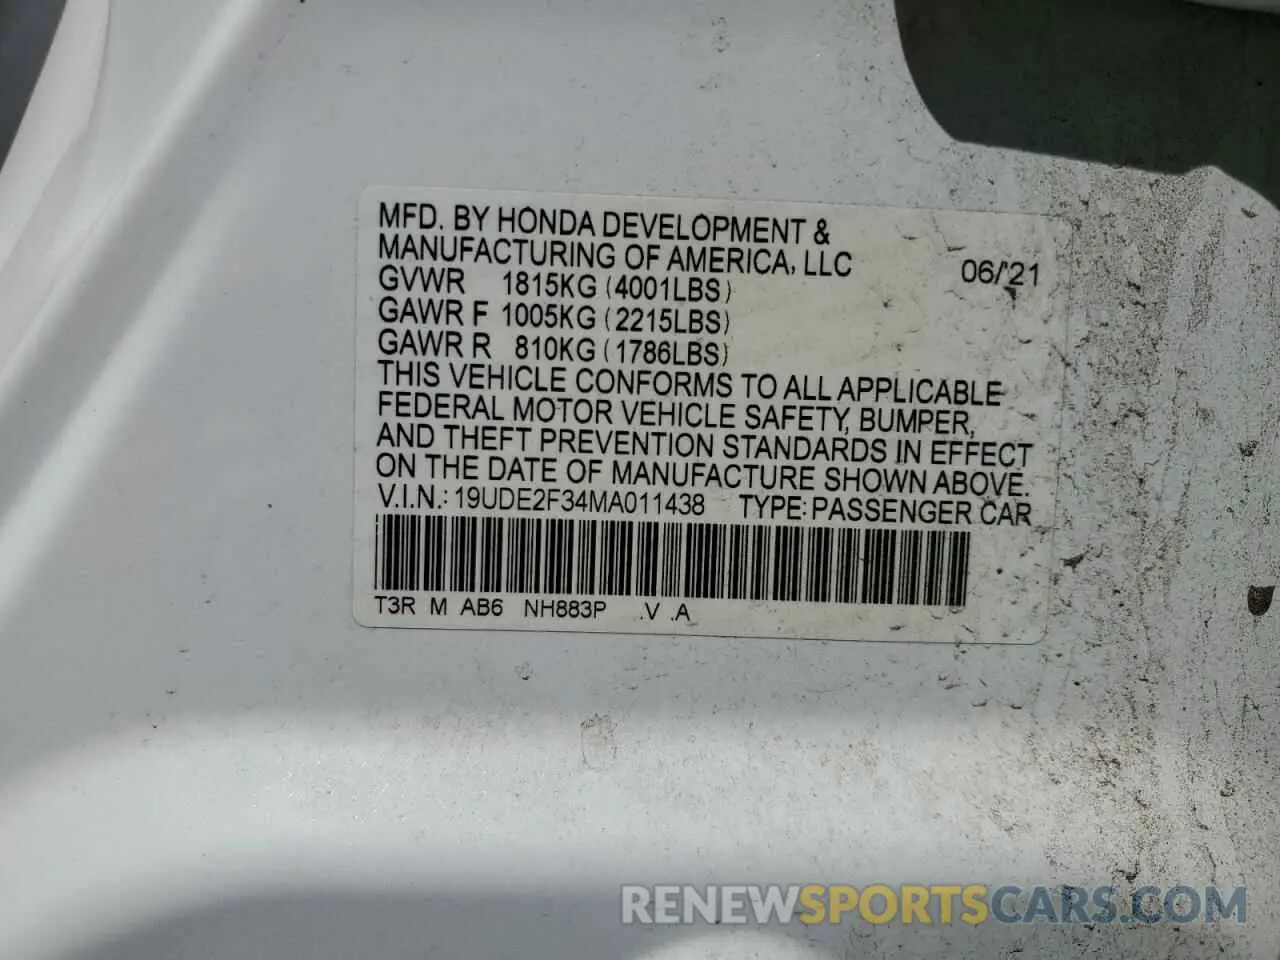 MFD. BY HONDA DEVELOPMENT &
MANUFACTURING OF AMERICA, LLC 06/'21
GVWR 1815KG (4001LBS)
GAWR F 1005KG (2215LBS)
GAWR R 810KG (1786LBS)
THIS VEHICLE CONFORMS TO ALL APPLICABLE
FEDERAL MOTOR VEHICLE SAFETY, BUMPER,
AND THEFT PREVENTION STANDARDS IN EFFECT
ON THE DATE OF MANUFACTURE SHOWN ABOVE.
V.I.N.: 19UDE2F34MA011438 TYPE: PASSENGER CAR
T3R M AB6 NH883P .V .A
RENEWSPORTSCARS.COM